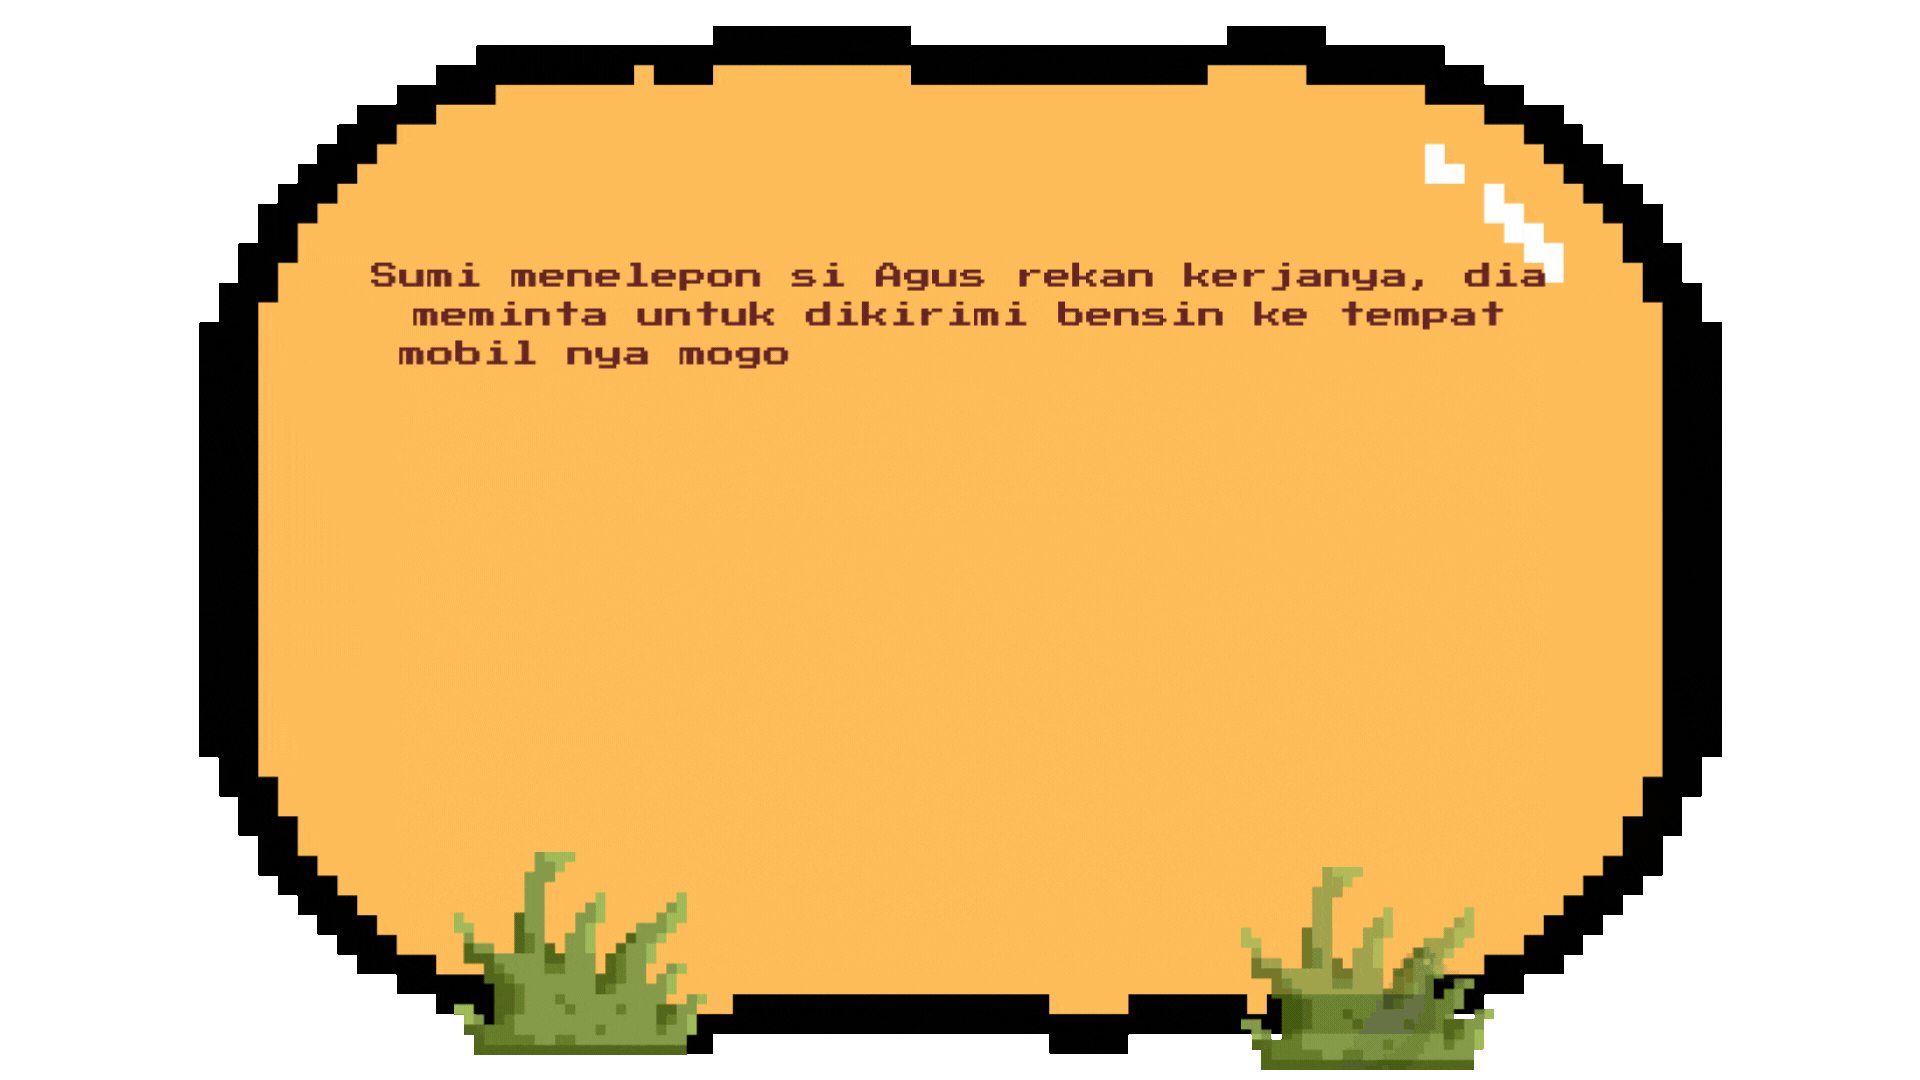 Sumi menelepon si Agus rekan kerjanya, dia
meminta untuk dikirimi bensin ke tempat
mobil nya mogo